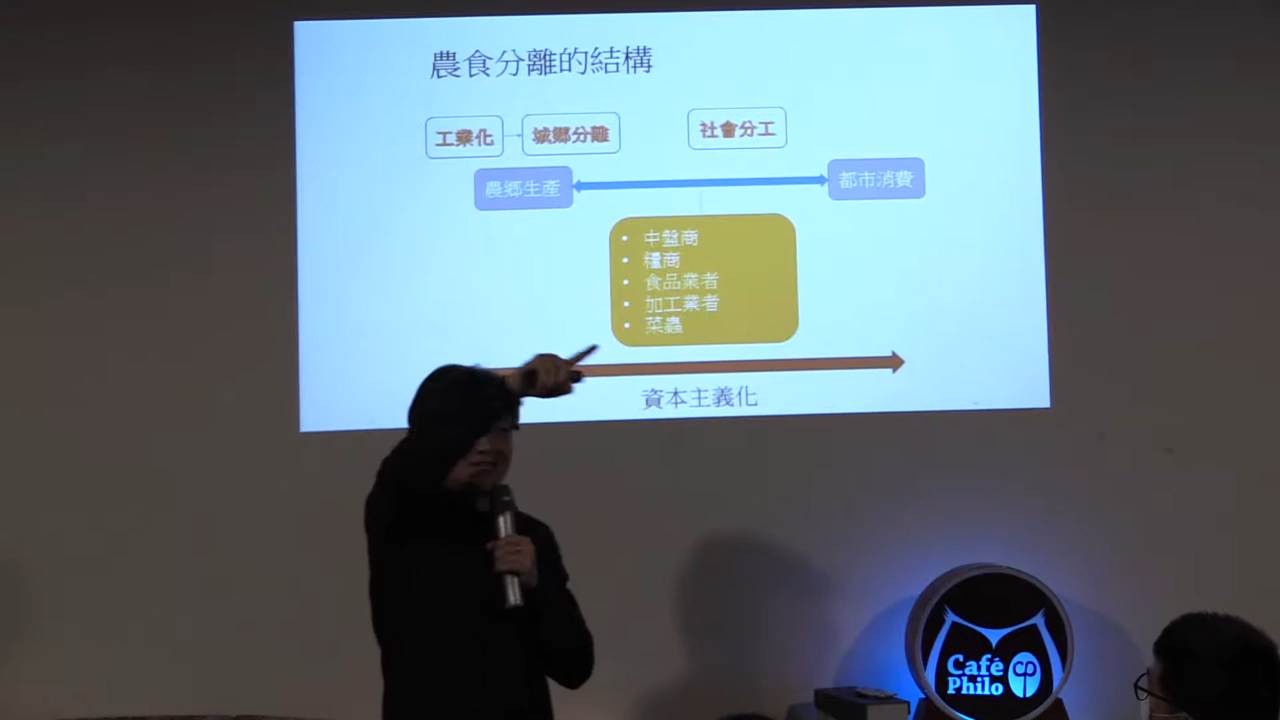 農食分離的結構
工業化
城鄉分離
社會分工
農鄉生產
都市消費
• 中盤商
• 糧商
• 食品業者
• 加工業者
• 菜蟲
資本主義化
Café
Philo